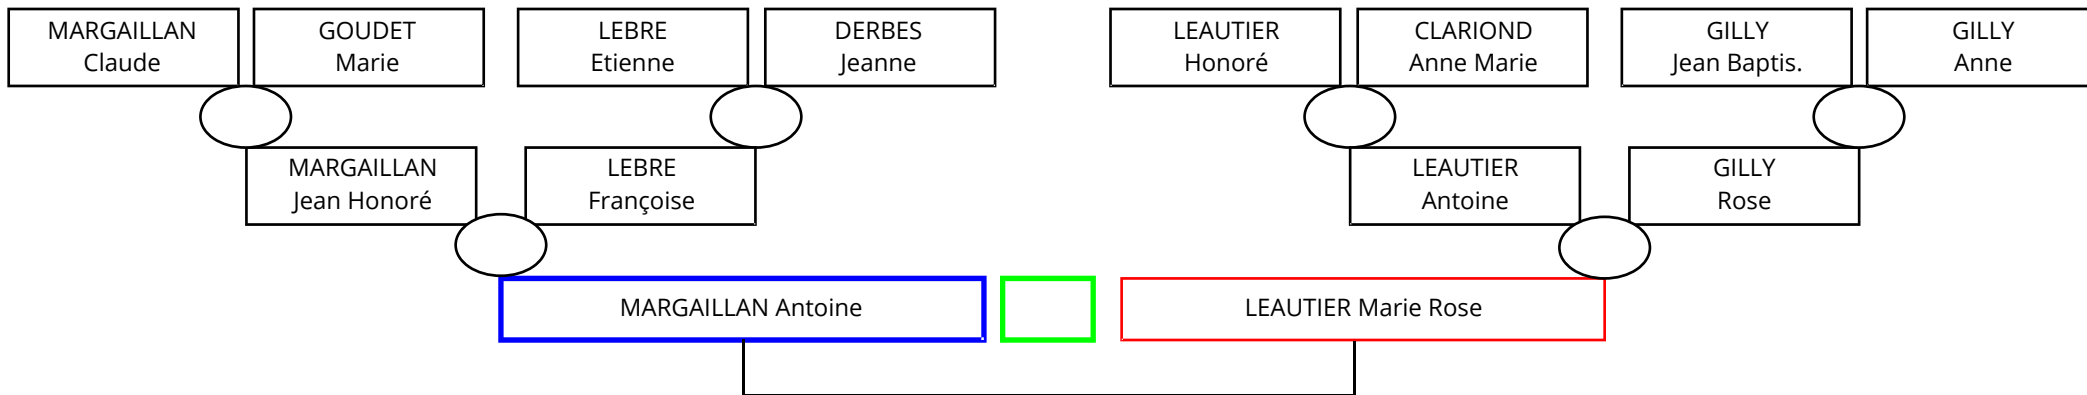 MARGAILLAN
Claude
GOUDET
Marie
LEBRE
Etienne
DERBES
Jeanne
LEAUTIER
Honoré
CLARIOND
Anne Marie
GILLY
Jean Baptis.
GILLY
Anne
MARGAILLAN
Jean Honoré
LEBRE
Françoise
LEAUTIER
Antoine
GILLY
Rose
MARGAILLAN Antoine
LEAUTIER Marie Rose